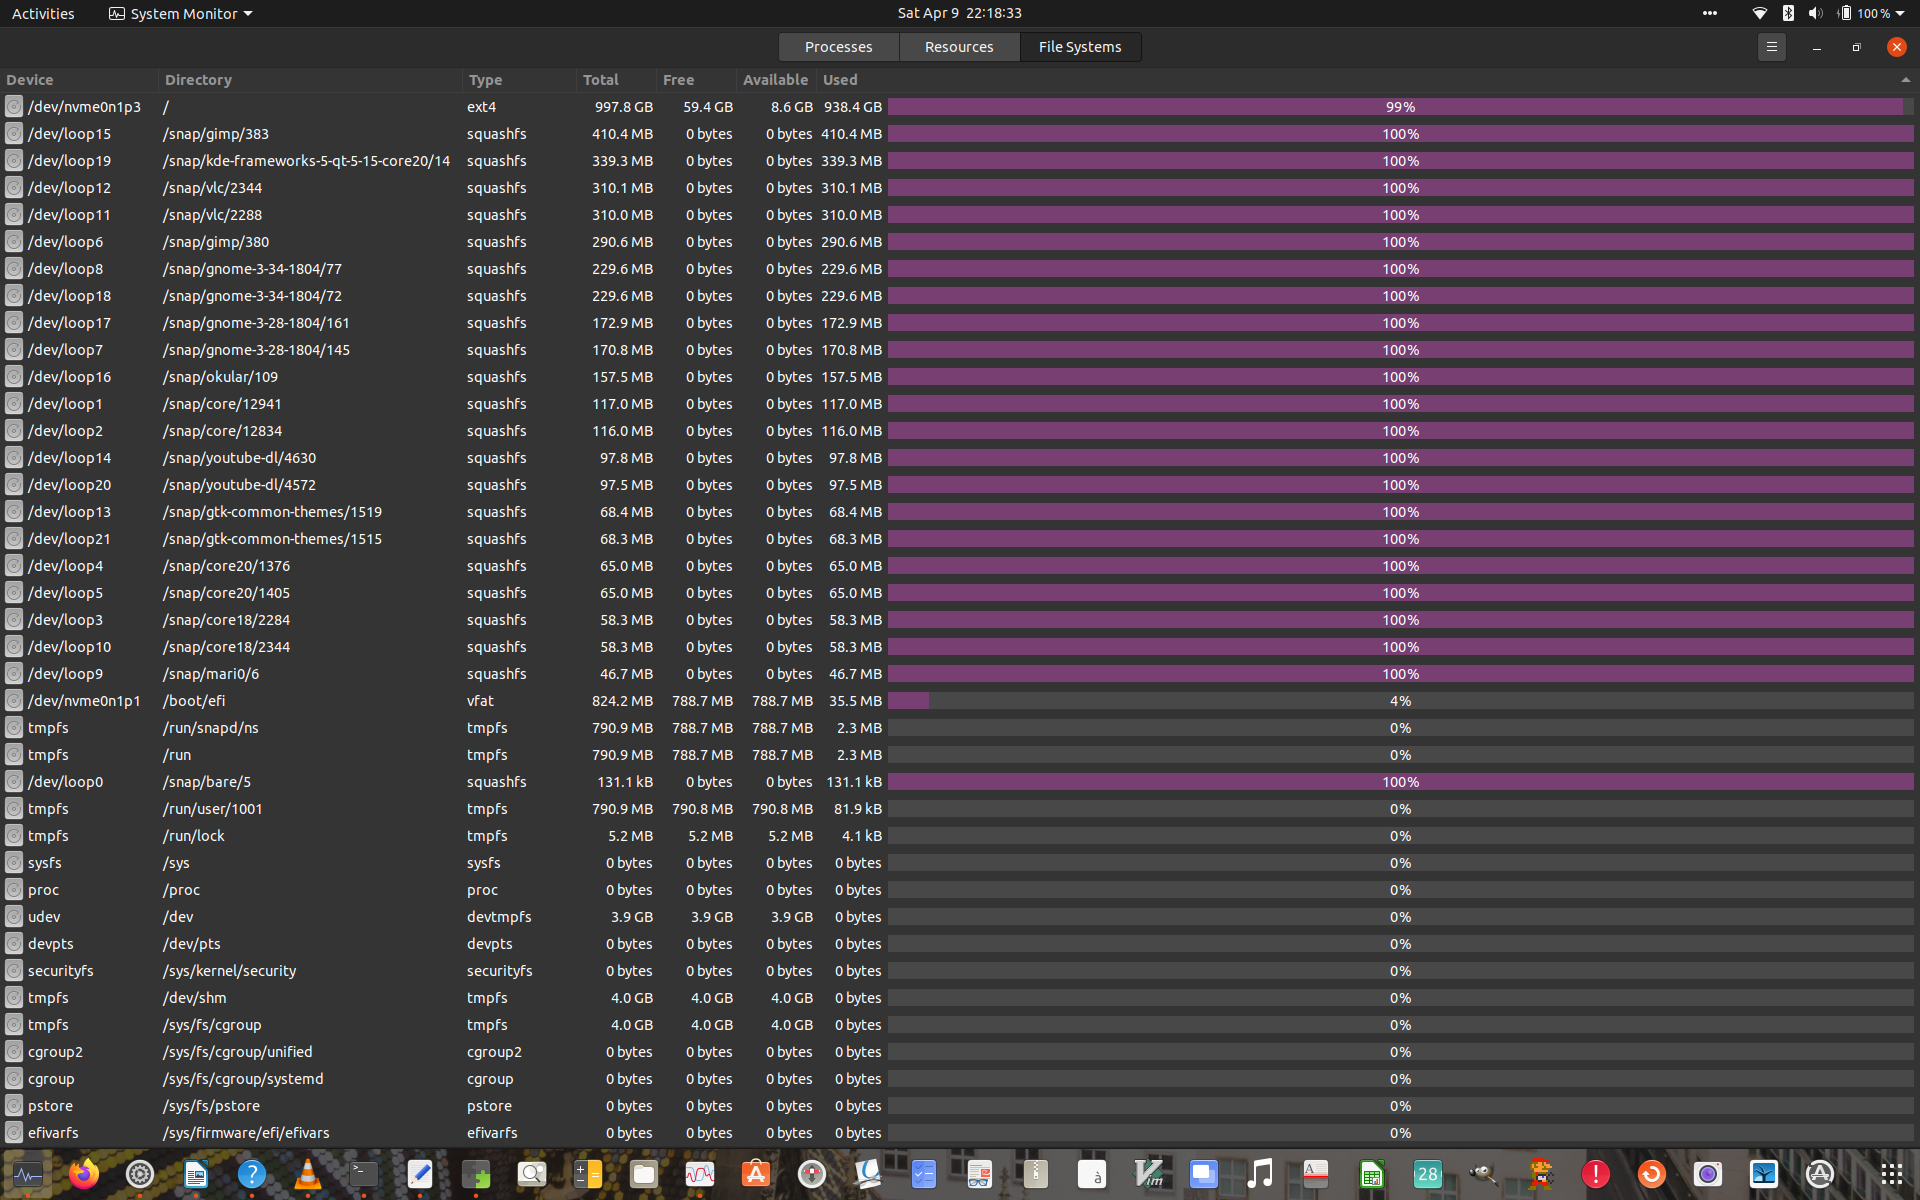 Activities System Monitor Sat Apr 9 22:18:33 100 %
Processes Resources File Systems
Device Directory Type Total Free Available Used
/dev/nvme0n1p3 / ext4 997.8 GB 59.4 GB 8.6 GB 938.4 GB 99%
/dev/loop15 /snap/gimp/383 squashfs 410.4 MB 0 bytes 0 bytes 410.4 MB 100%
/dev/loop19 /snap/kde-frameworks-5-qt-5-15-core20/14 squashfs 339.3 MB 0 bytes 0 bytes 339.3 MB 100%
/dev/loop12 /snap/vlc/2344 squashfs 310.1 MB 0 bytes 0 bytes 310.1 MB 100%
/dev/loop11 /snap/vlc/2288 squashfs 310.0 MB 0 bytes 0 bytes 310.0 MB 100%
/dev/loop6 /snap/gimp/380 squashfs 290.6 MB 0 bytes 0 bytes 290.6 MB 100%
/dev/loop8 /snap/gnome-3-34-1804/77 squashfs 229.6 MB 0 bytes 0 bytes 229.6 MB 100%
/dev/loop18 /snap/gnome-3-34-1804/72 squashfs 229.6 MB 0 bytes 0 bytes 229.6 MB 100%
/dev/loop17 /snap/gnome-3-28-1804/161 squashfs 172.9 MB 0 bytes 0 bytes 172.9 MB 100%
/dev/loop7 /snap/gnome-3-28-1804/145 squashfs 170.8 MB 0 bytes 0 bytes 170.8 MB 100%
/dev/loop16 /snap/okular/109 squashfs 157.5 MB 0 bytes 0 bytes 157.5 MB 100%
/dev/loop1 /snap/core/12941 squashfs 117.0 MB 0 bytes 0 bytes 117.0 MB 100%
/dev/loop2 /snap/core/12834 squashfs 116.0 MB 0 bytes 0 bytes 116.0 MB 100%
/dev/loop14 /snap/youtube-dl/4630 squashfs 97.8 MB 0 bytes 0 bytes 97.8 MB 100%
/dev/loop20 /snap/youtube-dl/4572 squashfs 97.5 MB 0 bytes 0 bytes 97.5 MB 100%
/dev/loop13 /snap/gtk-common-themes/1519 squashfs 68.4 MB 0 bytes 0 bytes 68.4 MB 100%
/dev/loop21 /snap/gtk-common-themes/1515 squashfs 68.3 MB 0 bytes 0 bytes 68.3 MB 100%
/dev/loop4 /snap/core20/1376 squashfs 65.0 MB 0 bytes 0 bytes 65.0 MB 100%
/dev/loop5 /snap/core20/1405 squashfs 65.0 MB 0 bytes 0 bytes 65.0 MB 100%
/dev/loop3 /snap/core18/2284 squashfs 58.3 MB 0 bytes 0 bytes 58.3 MB 100%
/dev/loop10 /snap/core18/2344 squashfs 58.3 MB 0 bytes 0 bytes 58.3 MB 100%
/dev/loop9 /snap/mari0/6 squashfs 46.7 MB 0 bytes 0 bytes 46.7 MB 100%
/dev/nvme0n1p1 /boot/efi vfat 824.2 MB 788.7 MB 788.7 MB 35.5 MB 4%
tmpfs /run/snapd/ns tmpfs 790.9 MB 788.7 MB 788.7 MB 2.3 MB 0%
tmpfs /run tmpfs 790.9 MB 788.7 MB 788.7 MB 2.3 MB 0%
/dev/loop0 /snap/bare/5 squashfs 131.1 kB 0 bytes 0 bytes 131.1 kB 100%
tmpfs /run/user/1001 tmpfs 790.9 MB 790.8 MB 790.8 MB 81.9 kB 0%
tmpfs /run/lock tmpfs 5.2 MB 5.2 MB 5.2 MB 4.1 kB 0%
sysfs /sys sysfs 0 bytes 0 bytes 0 bytes 0 bytes 0%
proc /proc proc 0 bytes 0 bytes 0 bytes 0 bytes 0%
udev /dev devtmpfs 3.9 GB 3.9 GB 3.9 GB 0 bytes 0%
devpts /dev/pts devpts 0 bytes 0 bytes 0 bytes 0 bytes 0%
securityfs /sys/kernel/security securityfs 0 bytes 0 bytes 0 bytes 0 bytes 0%
tmpfs /dev/shm tmpfs 4.0 GB 4.0 GB 4.0 GB 0 bytes 0%
tmpfs /sys/fs/cgroup tmpfs 4.0 GB 4.0 GB 4.0 GB 0 bytes 0%
cgroup2 /sys/fs/cgroup/unified cgroup2 0 bytes 0 bytes 0 bytes 0 bytes 0%
cgroup /sys/fs/cgroup/systemd cgroup 0 bytes 0 bytes 0 bytes 0 bytes 0%
pstore /sys/fs/pstore pstore 0 bytes 0 bytes 0 bytes 0 bytes 0%
efivarfs /sys/firmware/efi/efivars efivarfs 0 bytes 0 bytes 0 bytes 0 bytes 0%
? >_ à Vim A 28 !